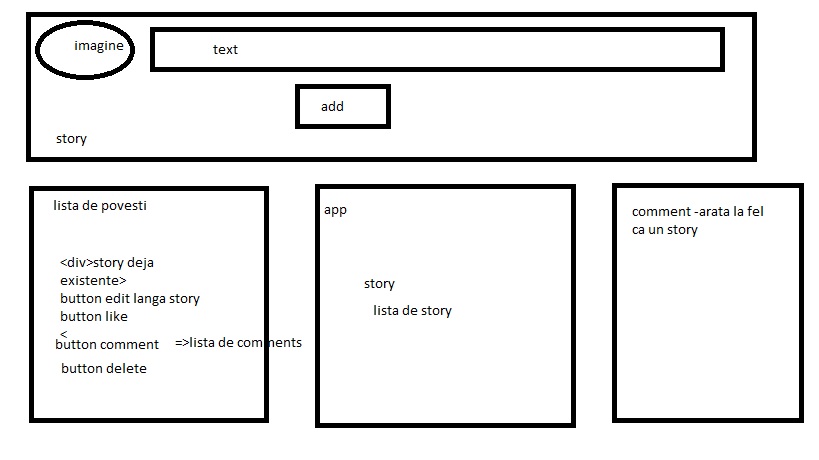 imagine
text
add
story
lista de povesti
<div>story deja
existente>
button edit langa story
button like
<
button comment =>lista de comments
button delete
app
story
lista de story
comment -arata la fel
ca un story